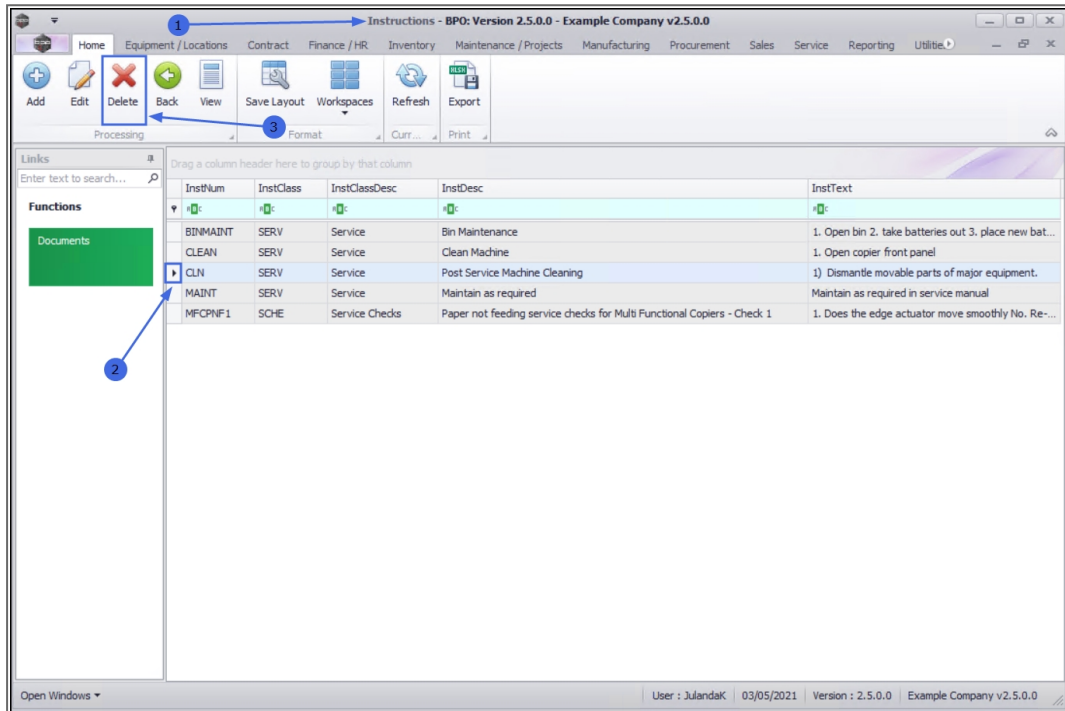 1
Instructions - BPO: Version 2.5.0.0 - Example Company v2.5.0.0
Home Equipment / Locations Contract Finance / HR Inventory Maintenance / Projects Manufacturing Procurement Sales Service Reporting Utilitie
Add Edit Delete Back View Save Layout Workspaces Refresh Export
XLSX
3
Processing Format Curr... Print
Links
Enter text to search...
Functions
Documents
Drag a column header here to group by that column
InstNum InstClass InstClassDesc InstDesc InstText
BINMAINT SERV Service Bin Maintenance 1. Open bin 2. take batteries out 3. place new bat...
CLEAN SERV Service Clean Machine 1. Open copier front panel
CLN SERV Service Post Service Machine Cleaning 1) Dismantle movable parts of major equipment.
MAINT SERV Service Maintain as required Maintain as required in service manual
MFCPNF1 SCHE Service Checks Paper not feeding service checks for Multi Functional Copiers - Check 1 1. Does the edge actuator move smoothly No. Re-...
2
Open Windows User : JulandaK 03/05/2021 Version : 2.5.0.0 Example Company v2.5.0.0